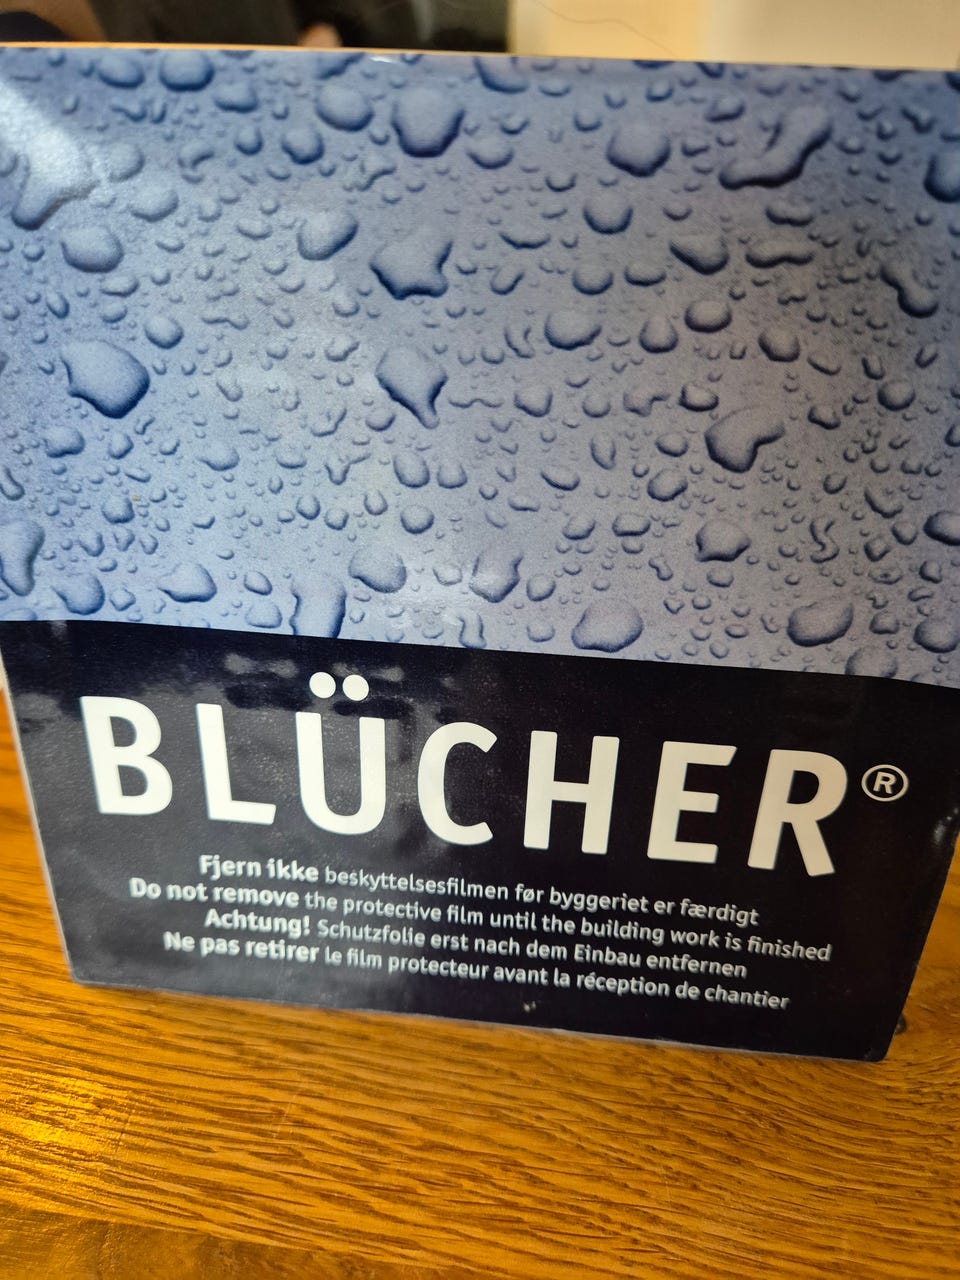 BLÜCHER®
Fjern ikke beskyttelsesfilmen før byggeriet er færdigt
Do not remove the protective film until the building work is finished
Achtung! Schutzfolie erst nach dem Einbau entfernen
Ne pas retirer le film protecteur avant la réception de chantier